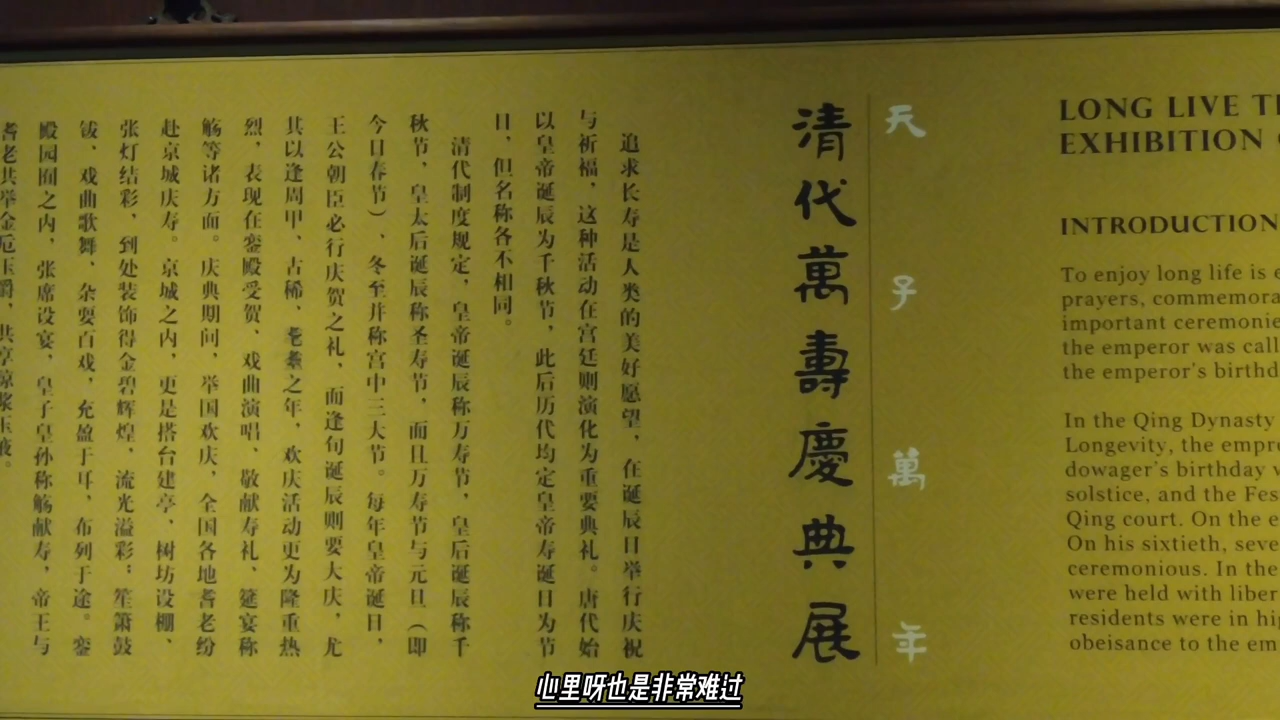 天子萬年
清代萬壽慶典展
追求长寿是人类的美好愿望，在诞辰日举行庆祝
与祈福，这种活动在宫廷则演化为重要典礼。唐代始
以皇帝诞辰为千秋节，此后历代均定皇帝寿诞日为节
日，但名称各不相同。
清代制度规定，皇帝诞辰称万寿节，皇后诞辰称千
秋节，皇太后诞辰称圣寿节，而且万寿节与元旦（即
今日春节）、冬至并称宫中三大节。每年皇帝诞日，
王公朝臣必行庆贺之礼，而逢旬诞辰则要大庆，尤
其以逢周甲、古稀、耄耋之年，欢庆活动更为隆重热
烈，表现在銮殿受贺、戏曲演唱、敬献寿礼、筵宴称
觞等诸方面。庆典期间，举国欢庆，全国各地耆老纷
赴京城庆寿。京城之内，更是搭台建亭、树坊设棚、
张灯结彩，到处装饰得金碧辉煌，流光溢彩；笙箫鼓
钹、戏曲歌舞、杂耍百戏，充盈于耳，布列于途。銮
殿园囿之内，张席设宴，皇子皇孙称觞献寿，帝王与
耆老共举金卮玉爵，共享琼浆玉液。
LONG LIVE
EXHIBITION
INTRODUCTION
To enjoy long life is
prayers, commemora
important ceremonie
the emperor was call
the emperor's birthd
In the Qing Dynasty
Longevity, the empre
dowager's birthday
solstice, and the Fes
Qing court. On the
On his sixtieth, seve
ceremonious. In the
were held with liber
residents were in hig
obeisance to the em
心里呀也是非常难过